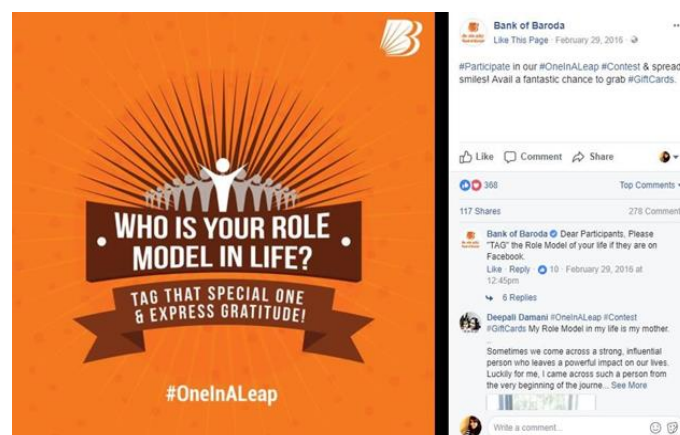 WHO IS YOUR ROLE
MODEL IN LIFE?
TAG THAT SPECIAL ONE
& EXPRESS GRATITUDE!
#OneInALeap
Bank of Baroda
Like This Page · February 29, 2016 ·
#Participate in our #OneInALeap #Contest & spread
smiles! Avail a fantastic chance to grab #GiftCards.
Like Comment Share
368 Top Comments
117 Shares 278 Comment
Bank of Baroda Dear Participants, Please
"TAG" the Role Model of your life if they are on
Facebook.
Like · Reply · 10 · February 29, 2016 at
12:45pm
6 Replies
Deepali Damani #OneInALeap #Contest
#GiftCards My Role Model in my life is my mother.
..
Sometimes we come across a strong, influential
person who leaves a powerful impact on our lives.
Luckily for me, I came across such a person from
the very beginning of the journe... See More
Write a comment...